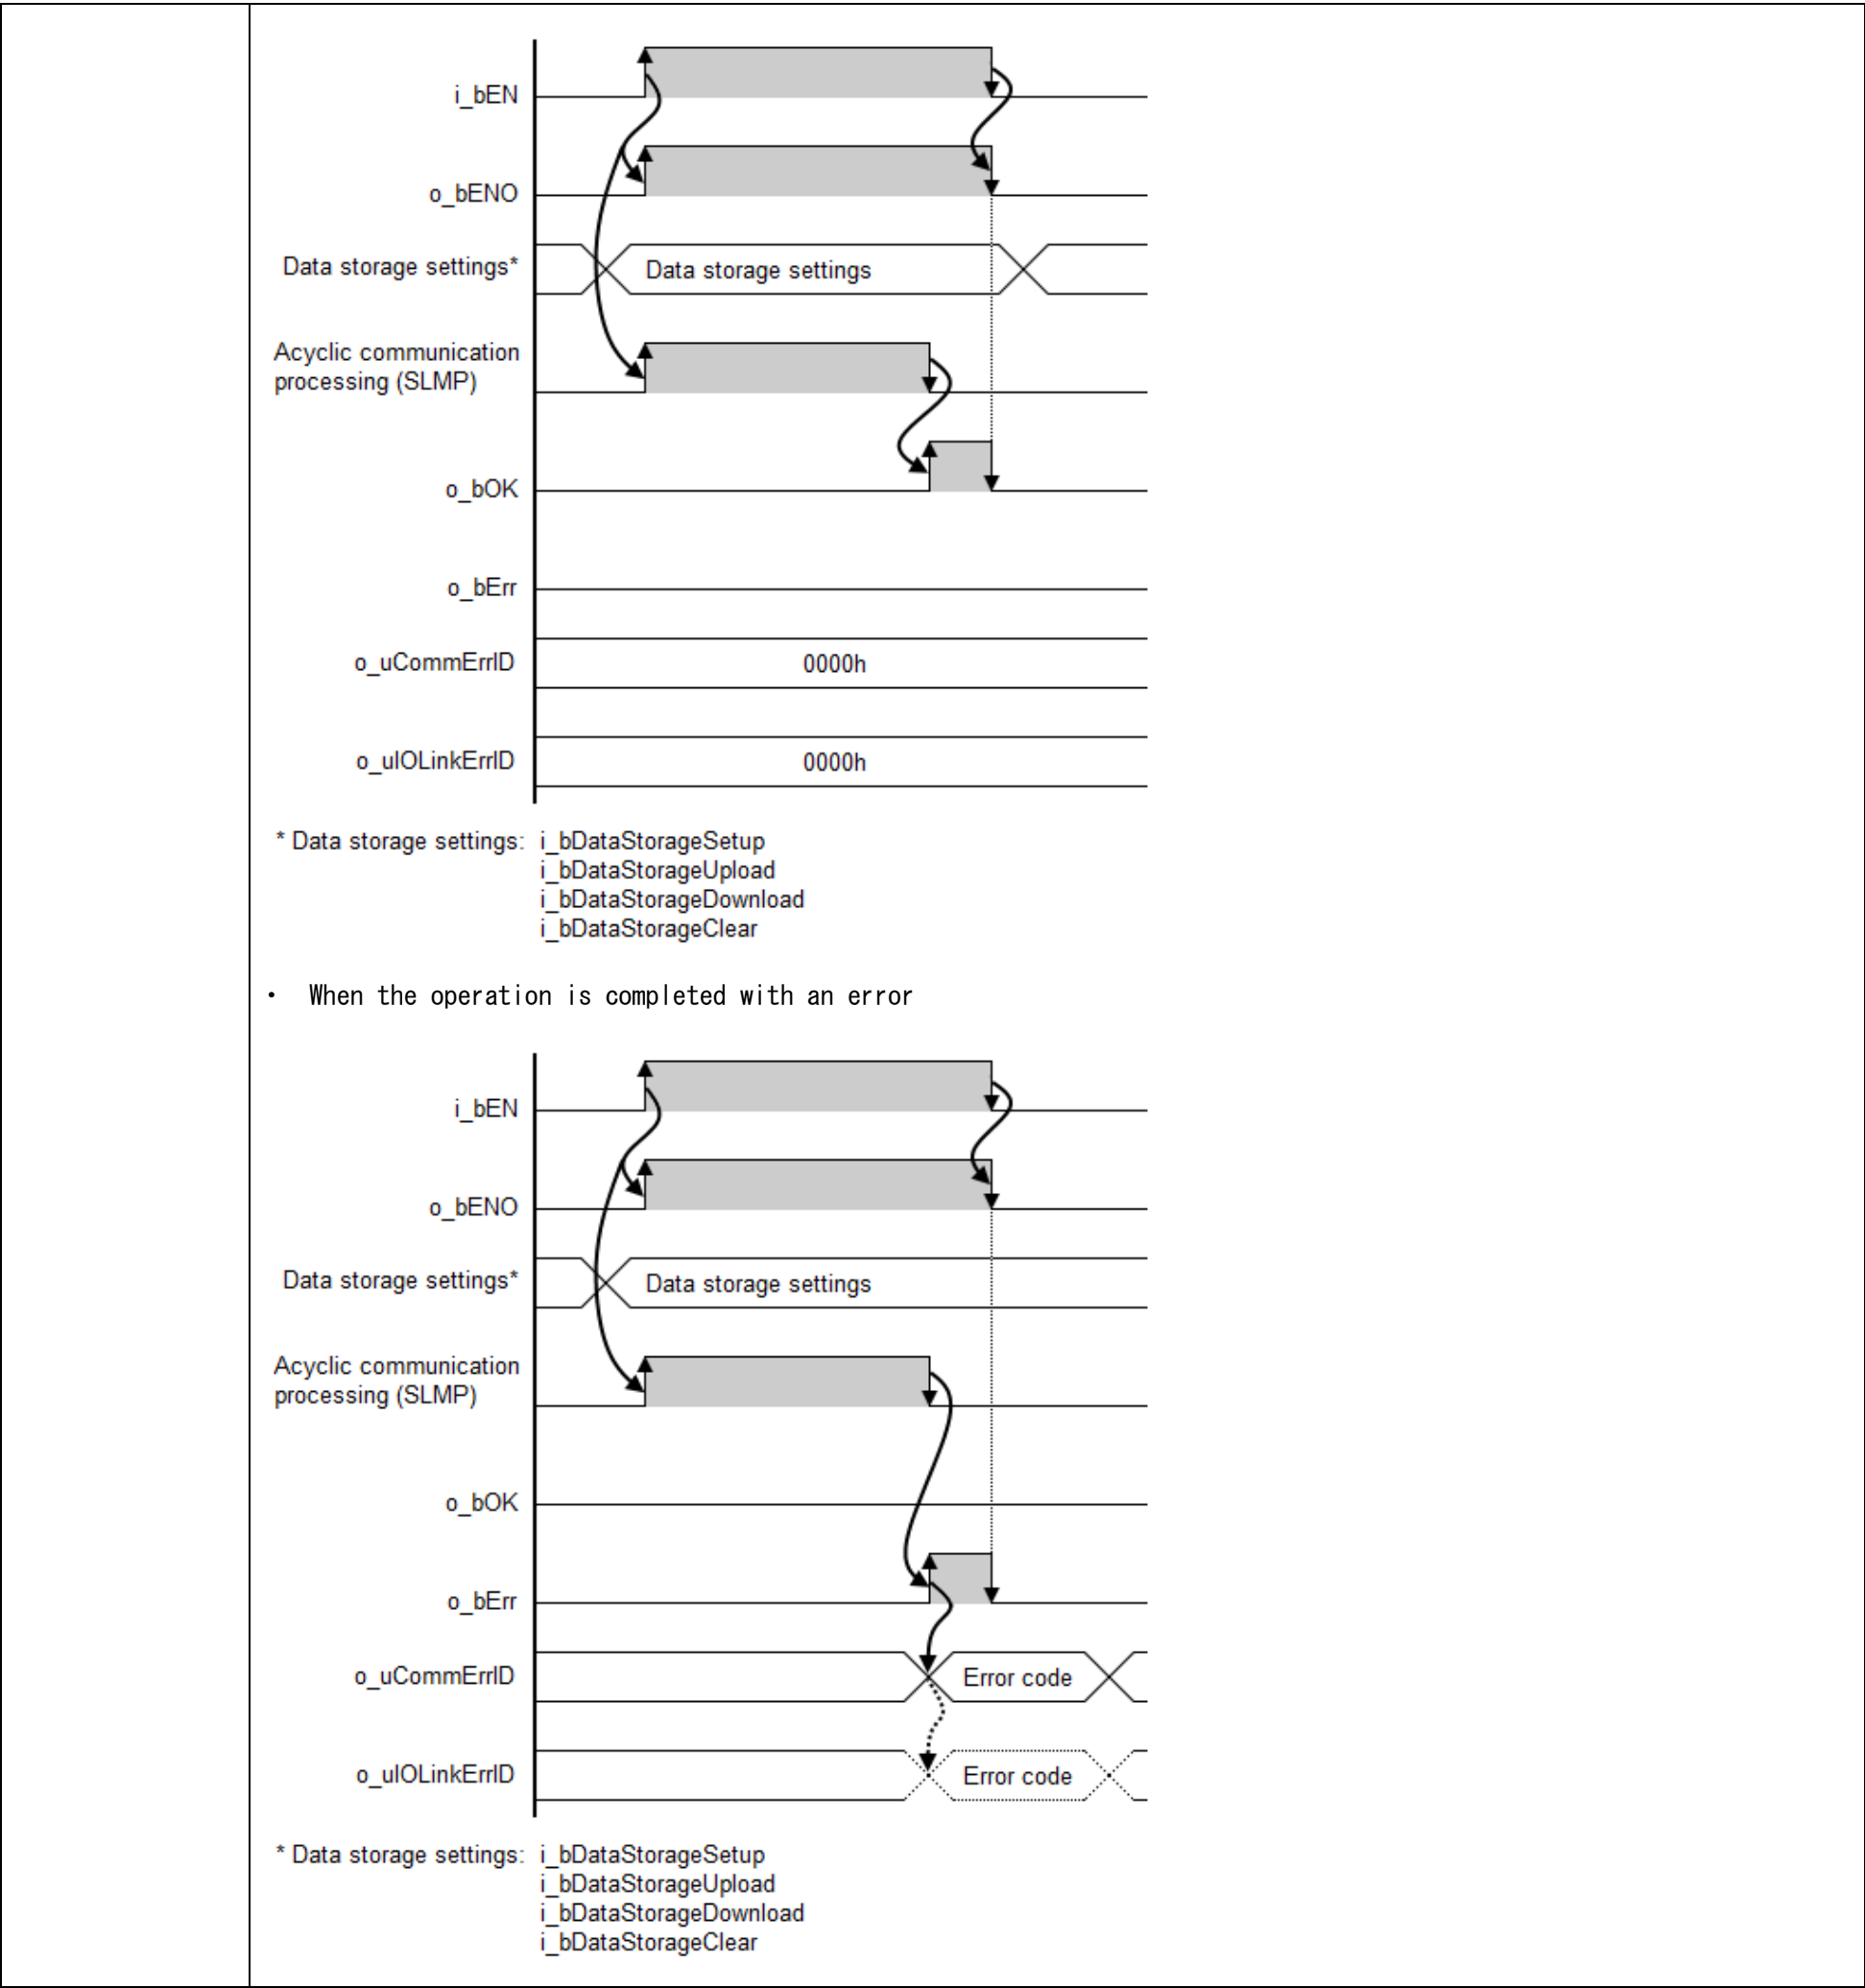 i_bEN
o_bENO
Data storage settings*
Data storage settings
Acyclic communication
processing (SLMP)
o_bOK
o_bErr
o_uCommErrID
0000h
o_uIOLinkErrID
0000h
* Data storage settings: i_bDataStorageSetup
i_bDataStorageUpload
i_bDataStorageDownload
i_bDataStorageClear
・ When the operation is completed with an error
i_bEN
o_bENO
Data storage settings*
Data storage settings
Acyclic communication
processing (SLMP)
o_bOK
o_bErr
o_uCommErrID
Error code
o_uIOLinkErrID
Error code
* Data storage settings: i_bDataStorageSetup
i_bDataStorageUpload
i_bDataStorageDownload
i_bDataStorageClear